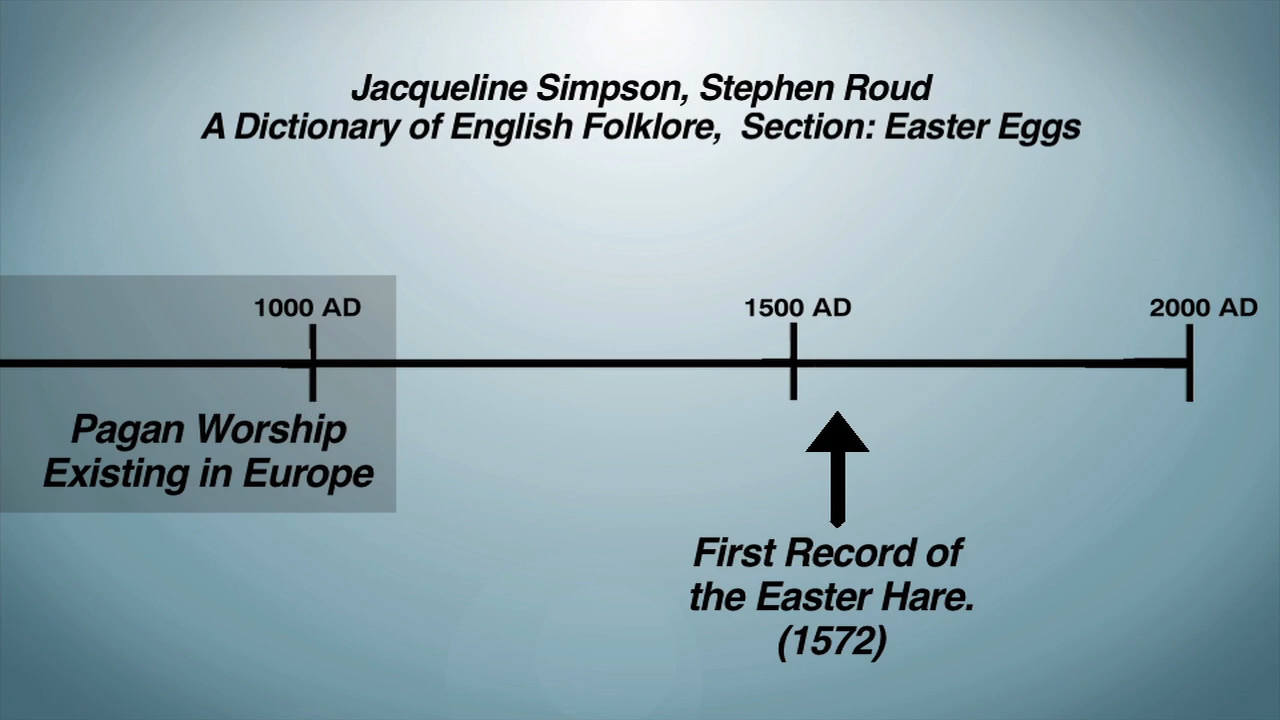 Jacqueline Simpson, Stephen Roud
A Dictionary of English Folklore, Section: Easter Eggs
1000 AD
1500 AD
2000 AD
Pagan Worship
Existing in Europe
First Record of
the Easter Hare.
(1572)